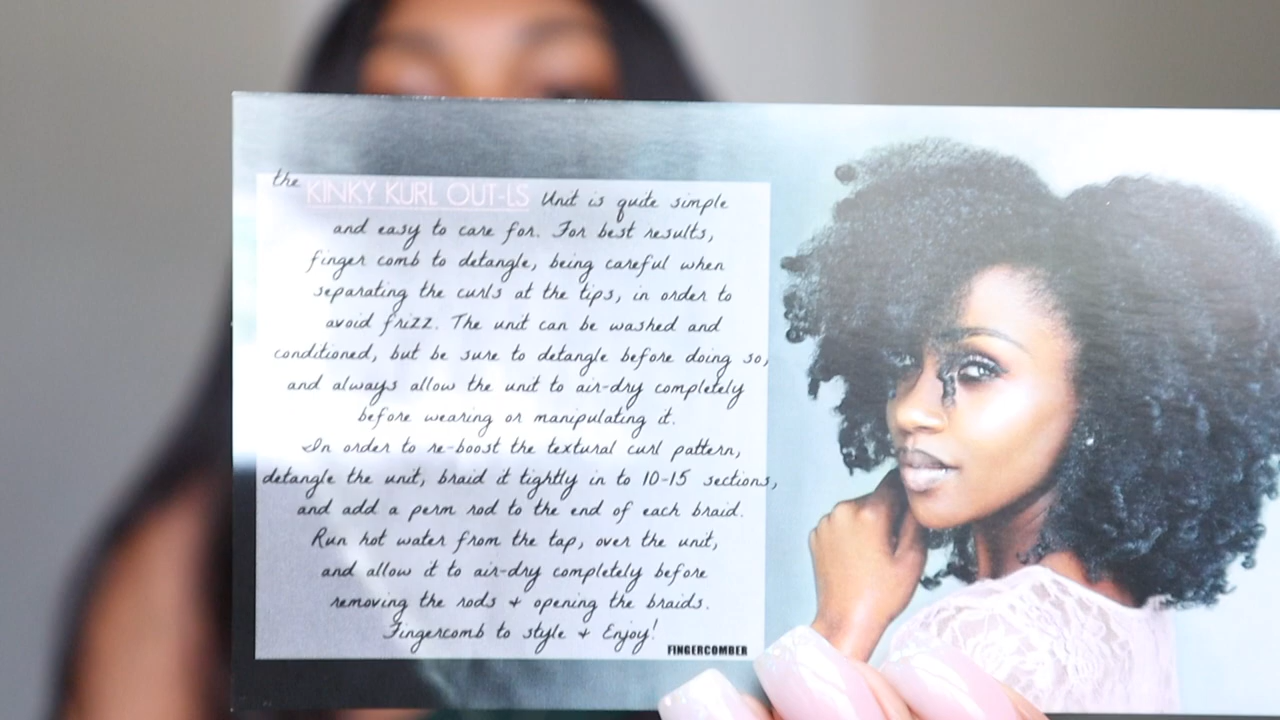 the KINKY KURL OUT-LS Unit is quite simple
and easy to care for. For best results,
finger comb to detangle, being careful when
separating the curls at the tips, in order to
avoid frizz. The unit can be washed and
conditioned, but be sure to detangle before doing so,
and always allow the unit to air-dry completely
before wearing or manipulating it.
In order to re-boost the textural curl pattern,
detangle the unit, braid it tightly in to 10-15 sections,
and add a perm rod to the end of each braid.
Run hot water from the tap, over the unit,
and allow it to air-dry completely before
removing the rods + opening the braids.
Fingercomb to style + Enjoy!
FINGERCOMBER